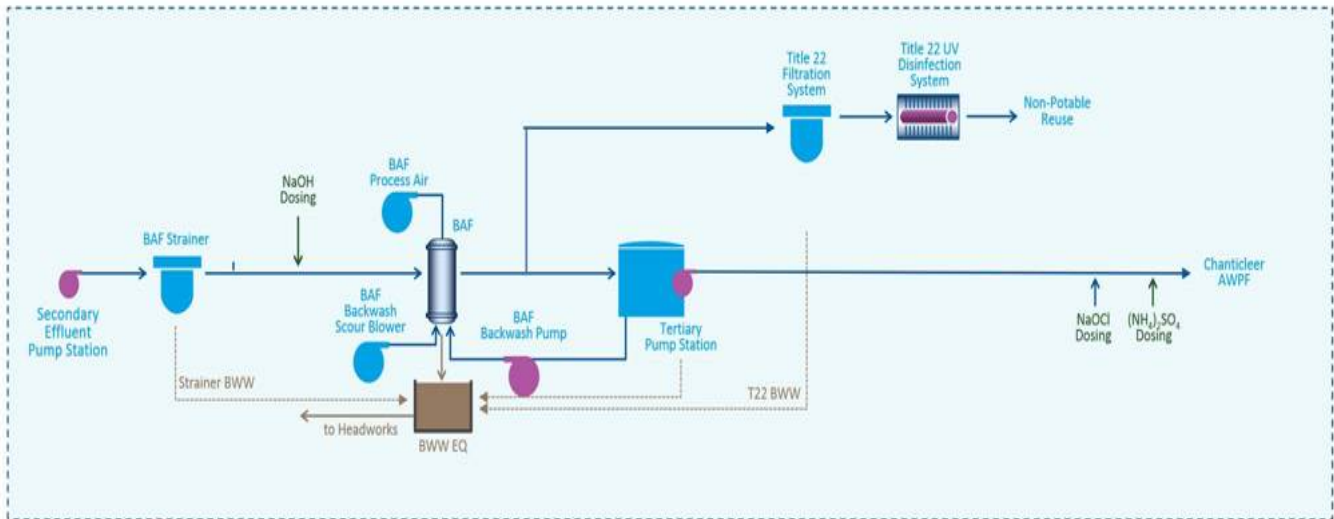 Title 22
Filtration
System
Title 22 UV
Disinfection
System
Non-Potable
Reuse
NaOH
Dosing
BAF
Process Air
BAF
BAF Strainer
Secondary
Effluent
Pump Station
BAF
Backwash
Scour Blower
BAF
Backwash Pump
Tertiary
Pump Station
Chanticleer
AWPF
NaOCl
Dosing
(NH₄)₂SO₄
Dosing
Strainer BWW
T22 BWW
to Headworks
BWW EQ